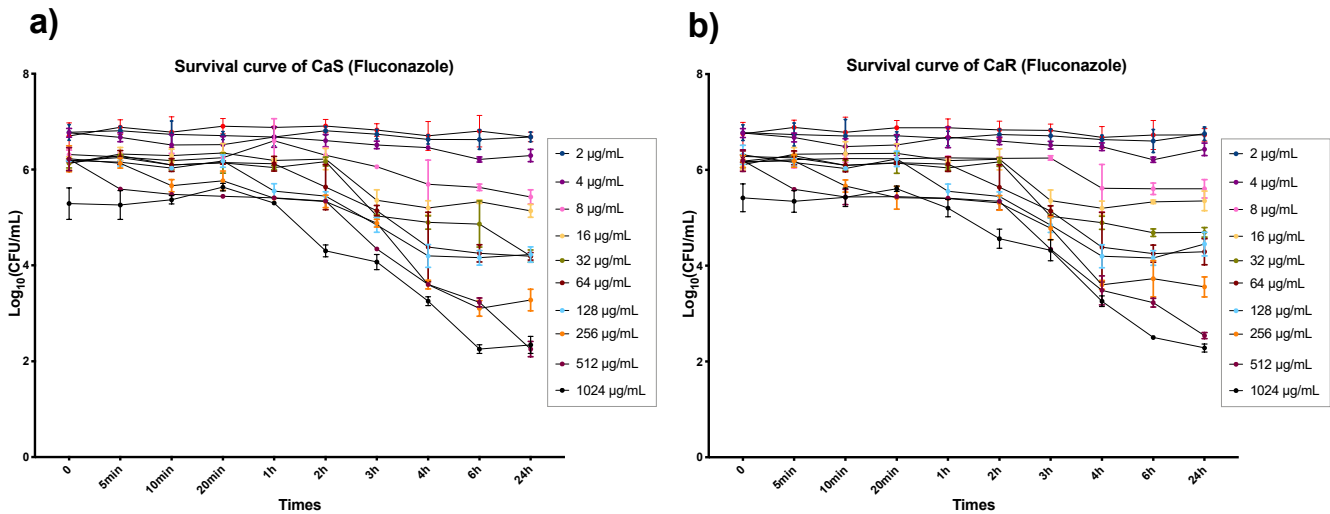 a)
Survival curve of CaS (Fluconazole)
Log10(CFU/mL)
8
6
4
2
0
0
5min
10min
20min
1h
2h
3h
4h
6h
24h
Times
2 µg/mL
4 µg/mL
8 µg/mL
16 µg/mL
32 µg/mL
64 µg/mL
128 µg/mL
256 µg/mL
512 µg/mL
1024 µg/mL
b)
Survival curve of CaR (Fluconazole)
Log10(CFU/mL)
8
6
4
2
0
0
5min
10min
20min
1h
2h
3h
4h
6h
24h
Times
2 µg/mL
4 µg/mL
8 µg/mL
16 µg/mL
32 µg/mL
64 µg/mL
128 µg/mL
256 µg/mL
512 µg/mL
1024 µg/mL